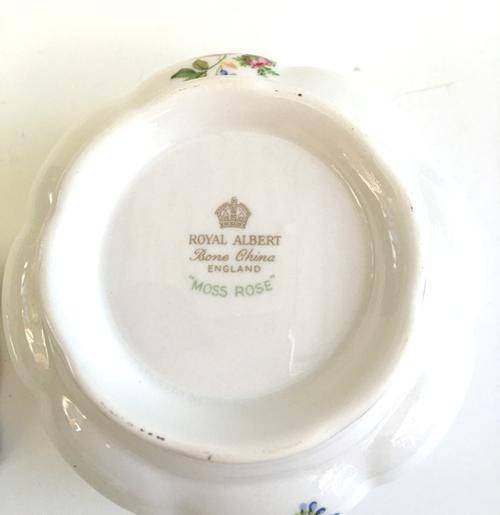 ROYAL ALBERT
Bone China
ENGLAND
"MOSS ROSE"